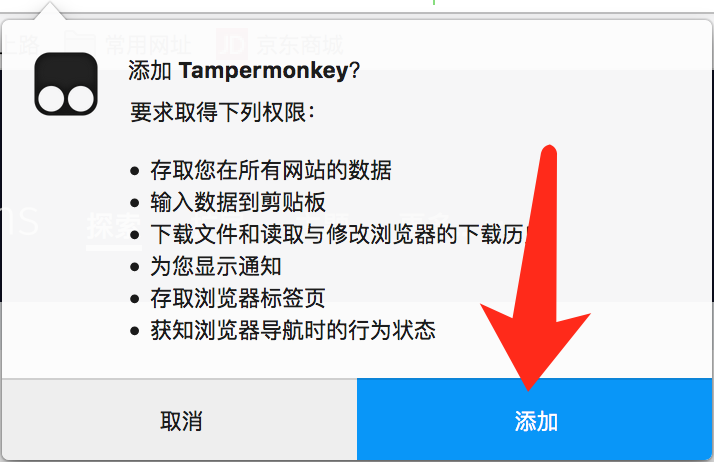 上路
常用网址
JD
京东商城
添加 Tampermonkey?
要求取得下列权限：
• 存取您在所有网站的数据
• 输入数据到剪贴板
• 下载文件和读取与修改浏览器的下载历
• 为您显示通知
• 存取浏览器标签页
• 获知浏览器导航时的行为状态
ns
探索
取消
添加